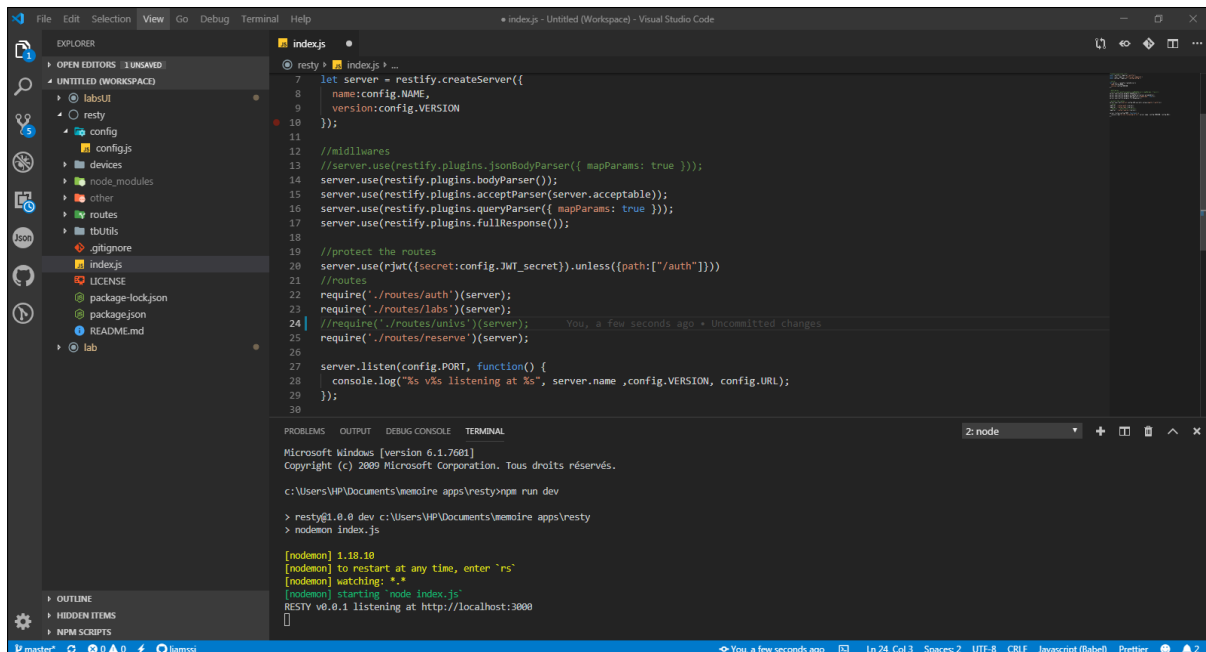 File Edit Selection View Go Debug Terminal Help
● index.js - Untitled (Workspace) - Visual Studio Code
EXPLORER
OPEN EDITORS 1 UNSAVED
UNTITLED (WORKSPACE)
labsUI
resty
config
config.js
devices
node_modules
other
routes
tbUtils
.gitignore
index.js
LICENSE
package-lock.json
package.json
README.md
lab
OUTLINE
HIDDEN ITEMS
NPM SCRIPTS
1
5
Json
JS index.js ●
resty ▸ JS index.js ▸ ...
7 let server = restify.createServer({
8 name:config.NAME,
9 version:config.VERSION
10 });
11
12 //midllwares
13 //server.use(restify.plugins.jsonBodyParser({ mapParams: true }));
14 server.use(restify.plugins.bodyParser());
15 server.use(restify.plugins.acceptParser(server.acceptable));
16 server.use(restify.plugins.queryParser({ mapParams: true }));
17 server.use(restify.plugins.fullResponse());
18
19 //protect the routes
20 server.use(rjwt({secret:config.JWT_secret}).unless({path:["/auth"]}))
21 //routes
22 require('./routes/auth')(server);
23 require('./routes/labs')(server);
24 //require('./routes/univs')(server); You, a few seconds ago • Uncommitted changes
25 require('./routes/reserve')(server);
26
27 server.listen(config.PORT, function() {
28 console.log("%s v%s listening at %s", server.name ,config.VERSION, config.URL);
29 });
30
PROBLEMS OUTPUT DEBUG CONSOLE TERMINAL 2: node
Microsoft Windows [version 6.1.7601]
Copyright (c) 2009 Microsoft Corporation. Tous droits réservés.
c:\Users\HP\Documents\memoire apps\resty>npm run dev
> resty@1.0.0 dev c:\Users\HP\Documents\memoire apps\resty
> nodemon index.js
[nodemon] 1.18.10
[nodemon] to restart at any time, enter `rs`
[nodemon] watching: *.*
[nodemon] starting `node index.js`
RESTY v0.0.1 listening at http://localhost:3000
master* 0 0 liamssi You, a few seconds ago Ln 24, Col 3 Spaces: 2 UTF-8 CRLF Javascript (Babel) Prettier 2